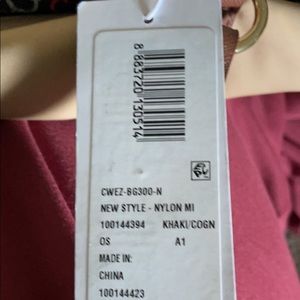 8 883720 130514
CWEZ-BG300-N
NEW STYLE - NYLON MI
100144394 KHAKI/COGN
OS A1
MADE IN:
CHINA
100144423